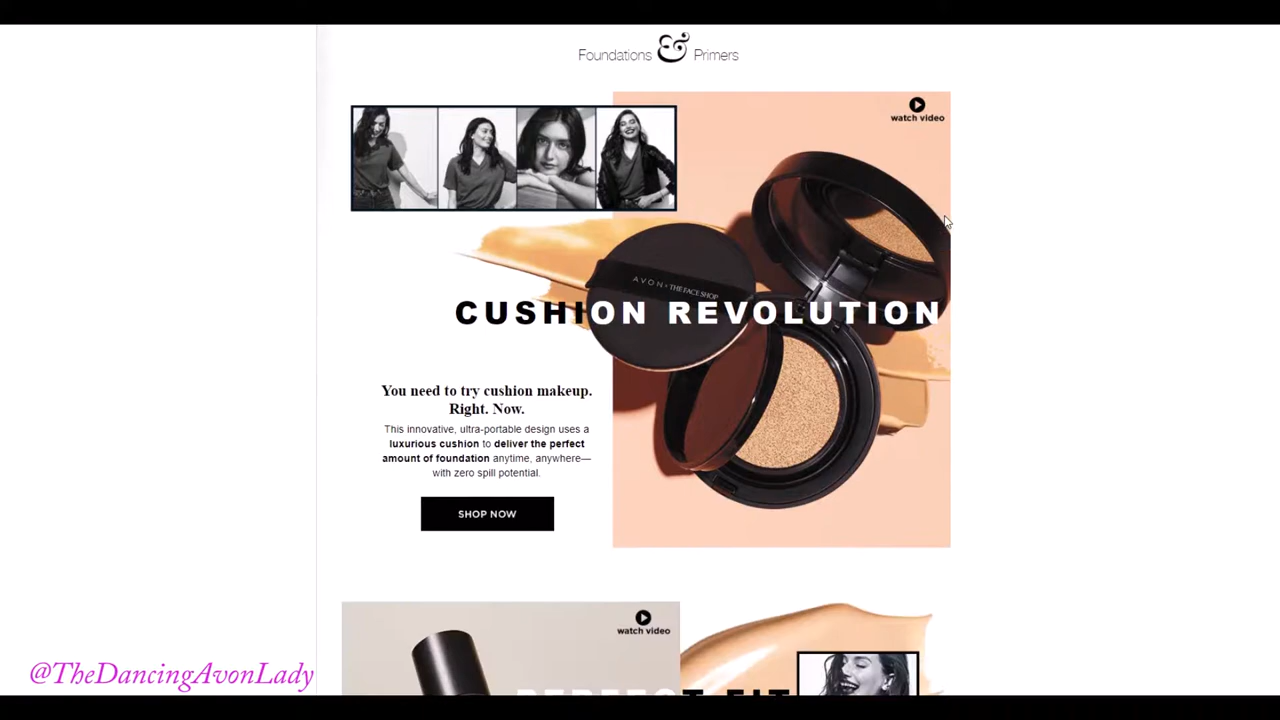 Foundations & Primers
watch video
AVON + THE FACE SHOP
CUSHION REVOLUTION
You need to try cushion makeup.
Right. Now.
This innovative, ultra-portable design uses a
luxurious cushion to deliver the perfect
amount of foundation anytime, anywhere—
with zero spill potential.
SHOP NOW
watch video
PERFECT FIT
@TheDancingAvonLady